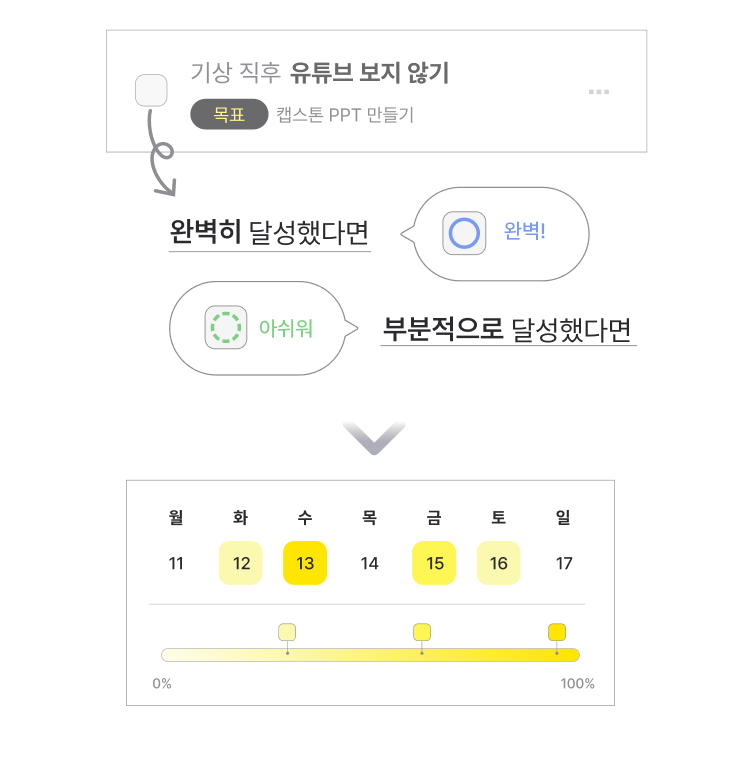 기상 직후 유튜브 보지 않기
목표 캡스톤 PPT 만들기
완벽히 달성했다면
완벽!
아쉬워
부분적으로 달성했다면
월 화 수 목 금 토 일
11 12 13 14 15 16 17
0% 100%